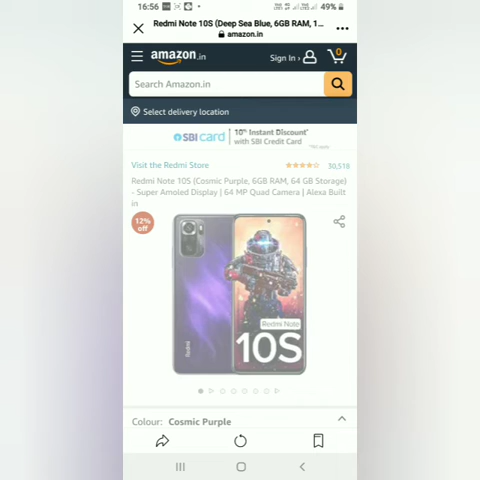 16:56
49%
Redmi Note 10S (Deep Sea Blue, 6GB RAM, 1...
amazon.in
amazon.in
Sign In ›
0
Search Amazon.in
Select delivery location
SBI card
10% Instant Discount*
with SBI Credit Card
Visit the Redmi Store
30,518
Redmi Note 10S (Cosmic Purple, 6GB RAM, 64 GB Storage)
- Super Amoled Display | 64 MP Quad Camera | Alexa Built
in
12%
off
Redmi
Redmi Note
10S
Colour: Cosmic Purple